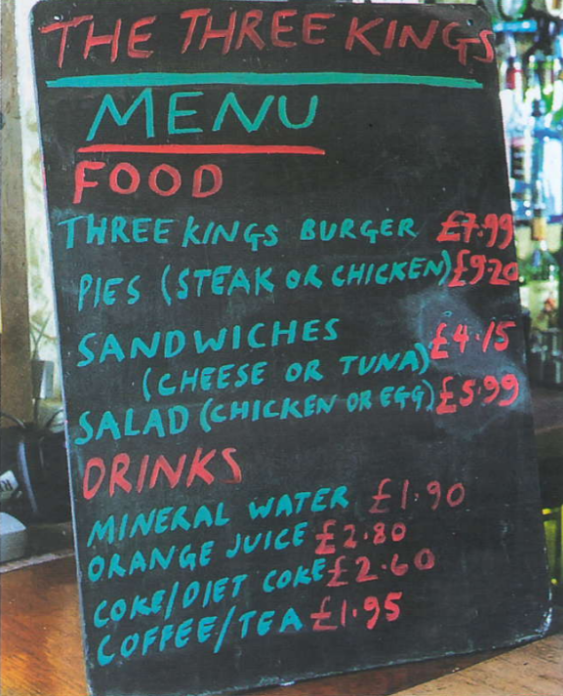 THE THREE KINGS
MENU
FOOD
THREE KINGS BURGER £7.99
PIES (STEAK OR CHICKEN) £9.20
SANDWICHES £4.15
(CHEESE OR TUNA)
SALAD (CHICKEN OR EGG) £5.99
DRINKS
MINERAL WATER £1.90
ORANGE JUICE £2.80
COKE/DIET COKE £2.60
COFFEE/TEA £1.95